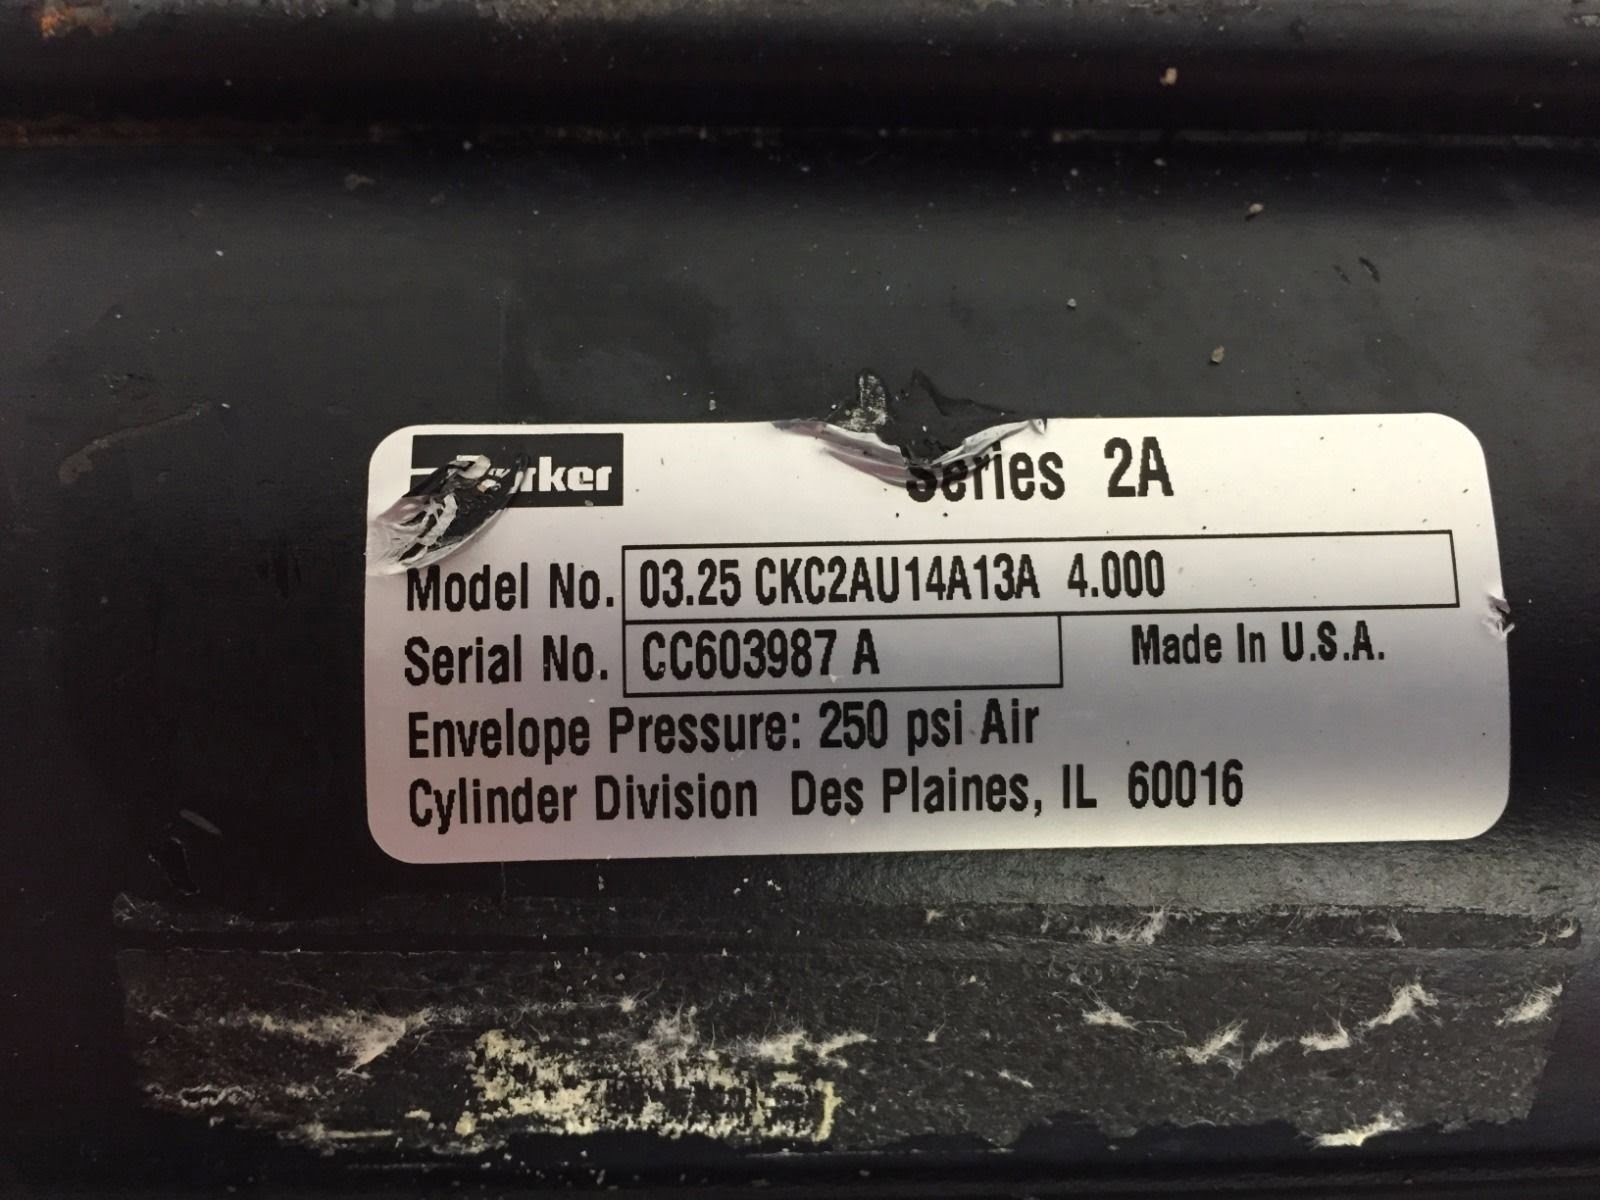 Parker
Series 2A
Model No. 03.25 CKC2AU14A13A 4.000
Serial No. CC603987 A Made In U.S.A.
Envelope Pressure: 250 psi Air
Cylinder Division Des Plaines, IL 60016